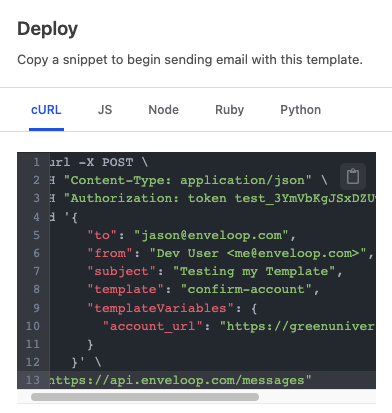 Deploy
Copy a snippet to begin sending email with this template.
cURL JS Node Ruby Python
1 url -X POST \
2 H "Content-Type: application/json" \
3 H "Authorization: token test_3YmVbKgJSxDZU
4 d '{
5 "to": "jason@enveloop.com",
6 "from": "Dev User <me@enveloop.com>",
7 "subject": "Testing my Template",
8 "template": "confirm-account",
9 "templateVariables": {
10 "account_url": "https://greenuniver
11 }
12 }' \
13 https://api.enveloop.com/messages"